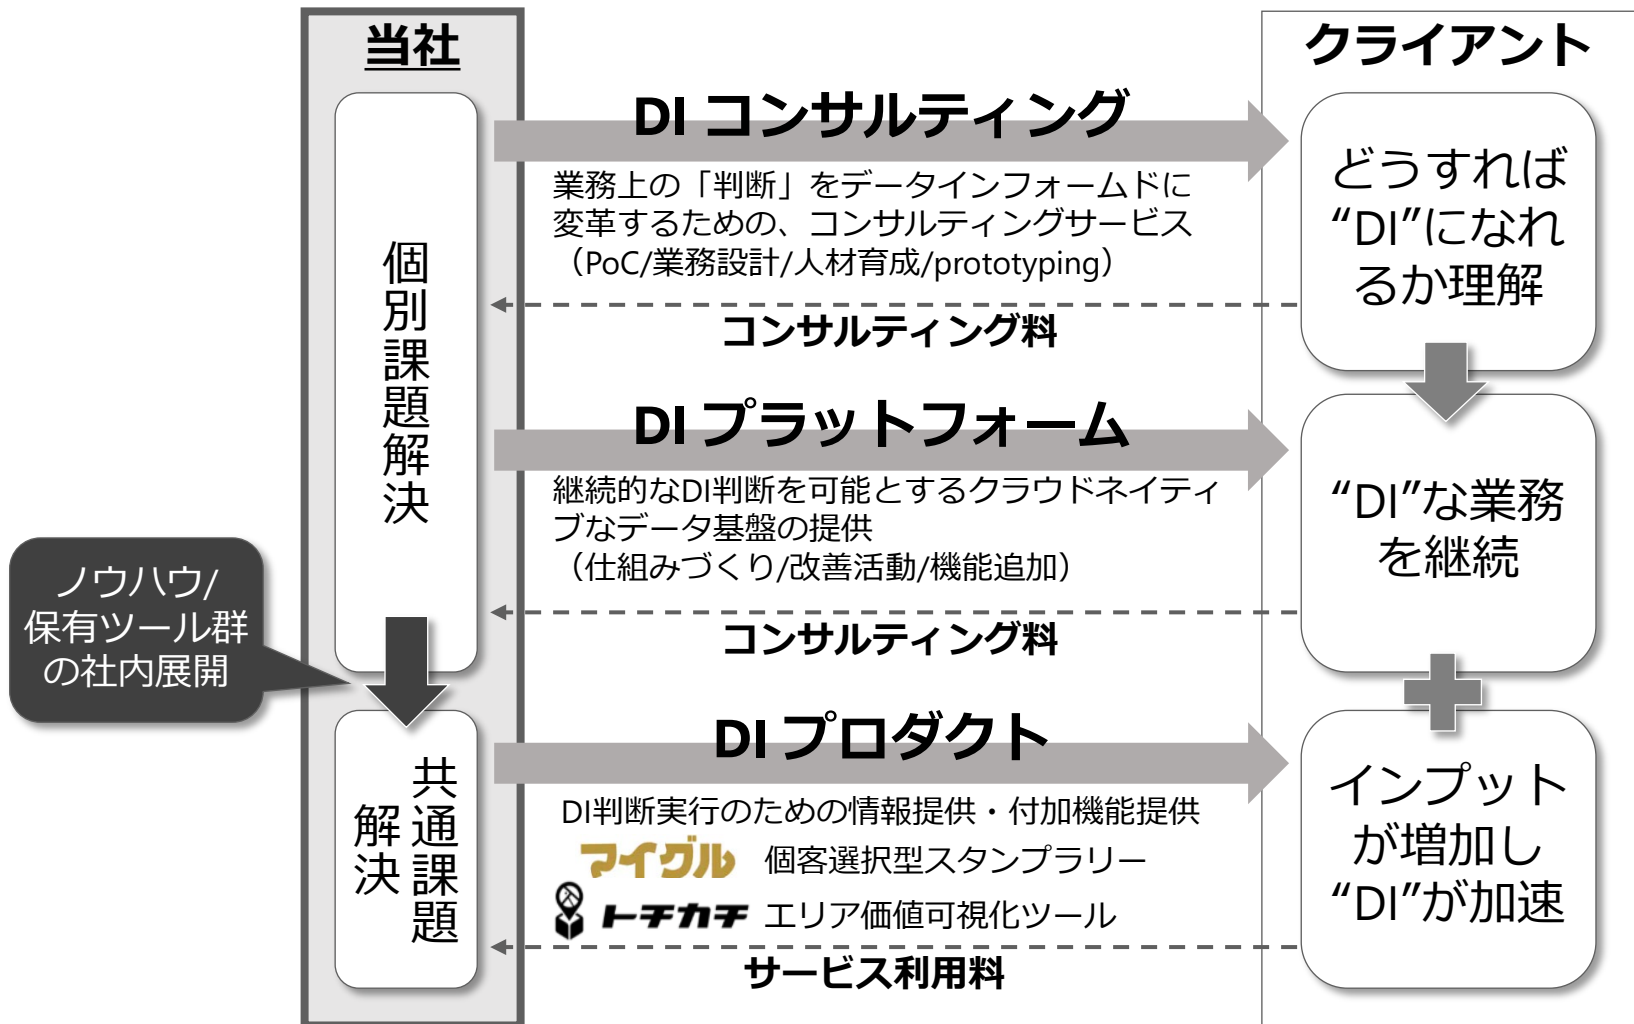 当社
クライアント
個別課題解決
DI コンサルティング
業務上の「判断」をデータインフォームドに
変革するための、コンサルティングサービス
（PoC/業務設計/人材育成/prototyping）
コンサルティング料
どうすれば
“DI”になれ
るか理解
DI プラットフォーム
継続的なDI判断を可能とするクラウドネイティ
ブなデータ基盤の提供
（仕組みづくり/改善活動/機能追加）
コンサルティング料
“DI”な業務
を継続
ノウハウ/
保有ツール群
の社内展開
共通課題
解決
DI プロダクト
DI判断実行のための情報提供・付加機能提供
マイグル 個客選択型スタンプラリー
トチカチ エリア価値可視化ツール
サービス利用料
インプット
が増加し
“DI”が加速